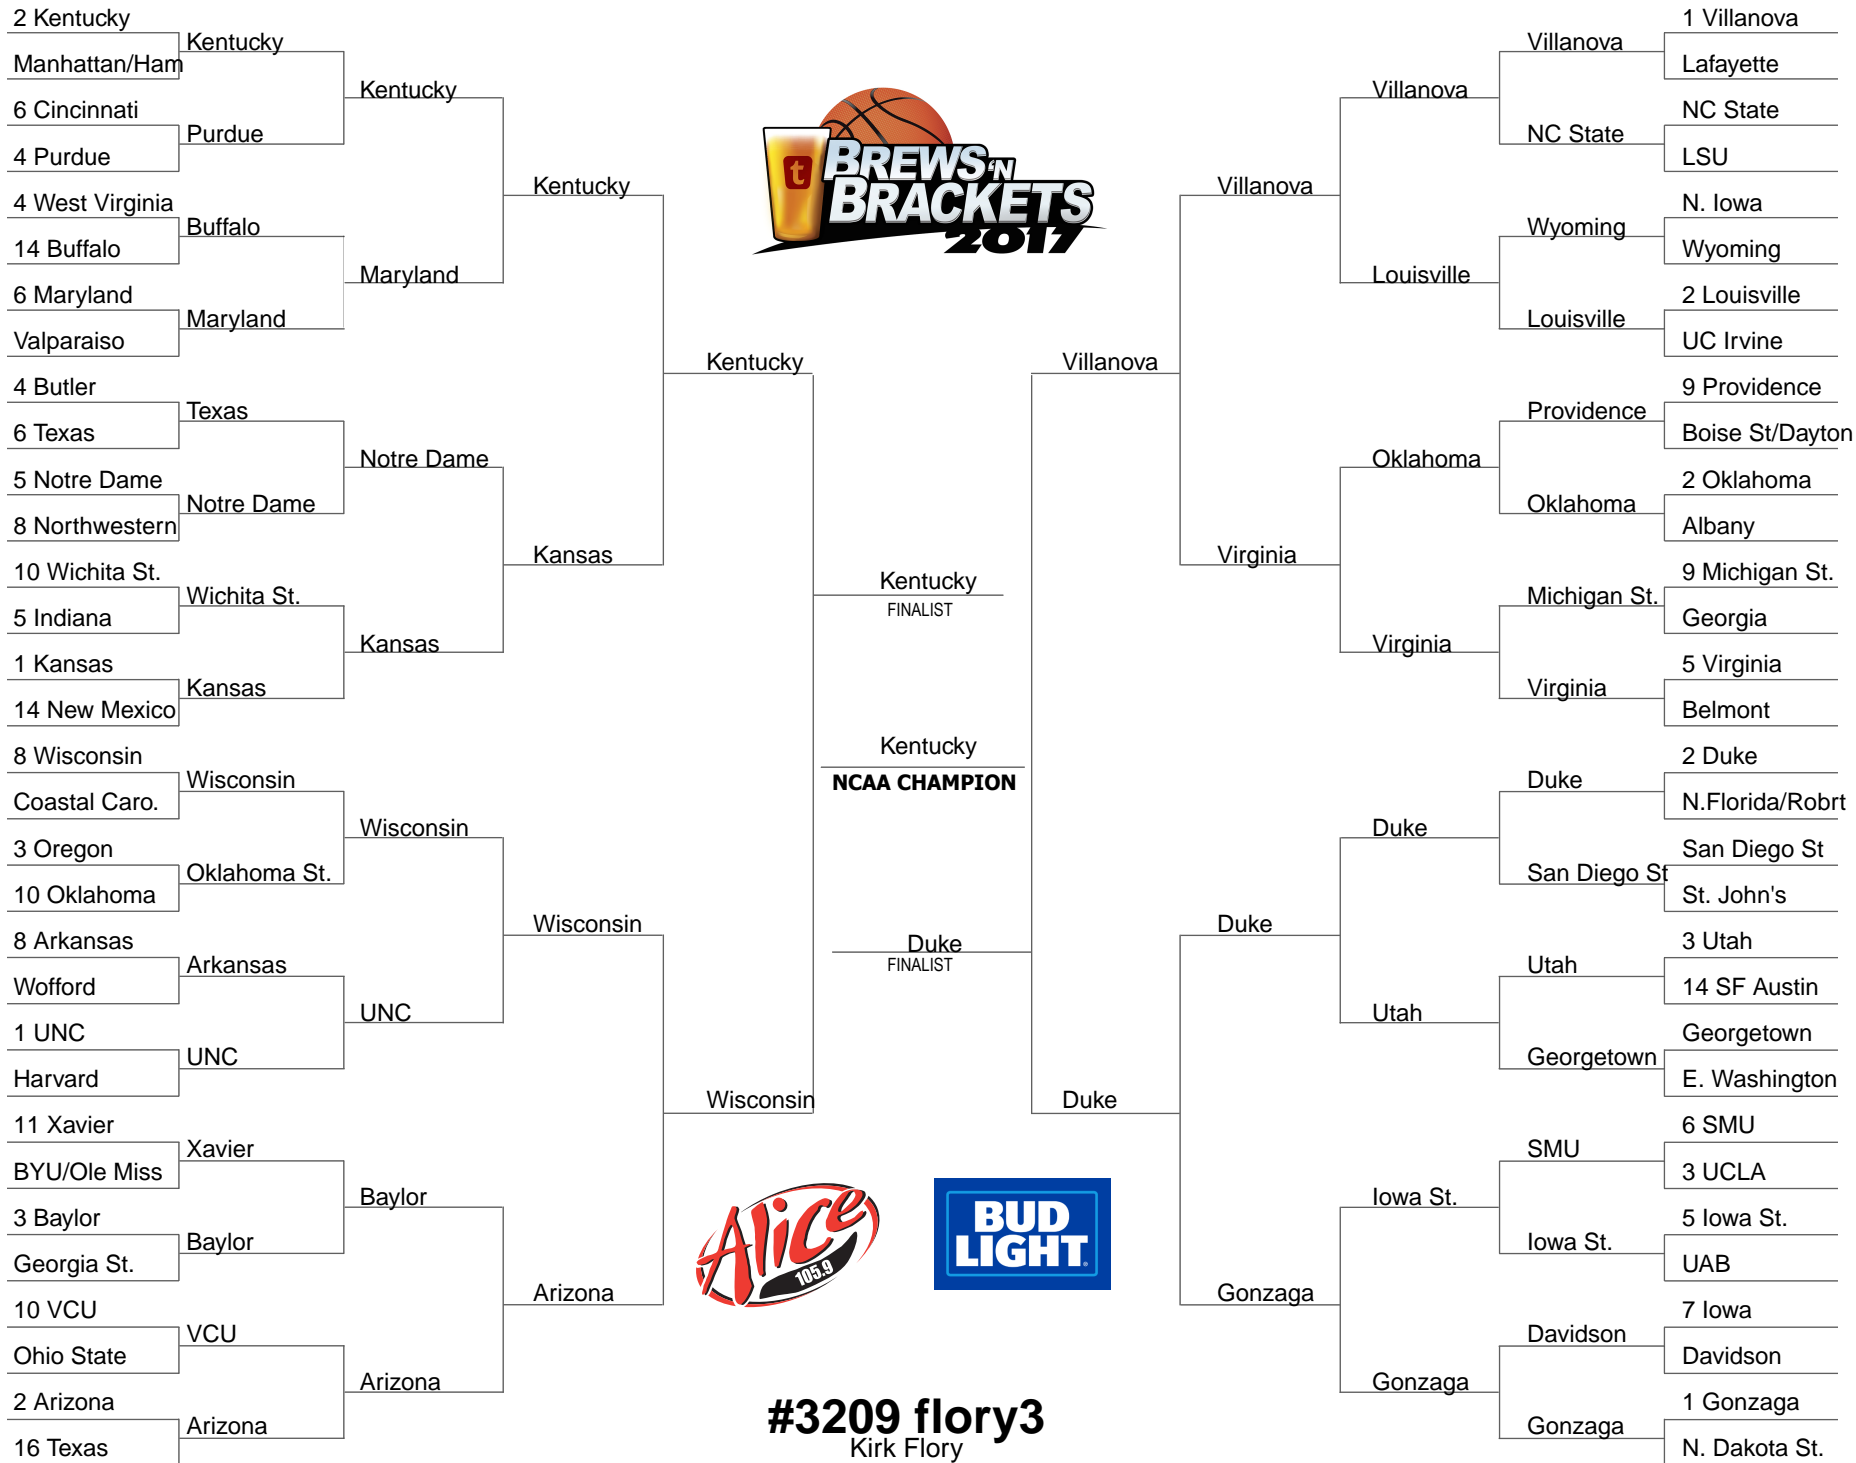 2 Kentucky
Manhattan/Ham
6 Cincinnati
4 Purdue
4 West Virginia
14 Buffalo
6 Maryland
Valparaiso
4 Butler
6 Texas
5 Notre Dame
8 Northwestern
10 Wichita St.
5 Indiana
1 Kansas
14 New Mexico
8 Wisconsin
Coastal Caro.
3 Oregon
10 Oklahoma
8 Arkansas
Wofford
1 UNC
Harvard
11 Xavier
BYU/Ole Miss
3 Baylor
Georgia St.
10 VCU
Ohio State
2 Arizona
16 Texas
Kentucky
Purdue
Buffalo
Maryland
Texas
Notre Dame
Wichita St.
Kansas
Wisconsin
Oklahoma St.
Arkansas
UNC
Xavier
Baylor
VCU
Arizona
Kentucky
Maryland
Notre Dame
Kansas
Wisconsin
UNC
Baylor
Arizona
Kentucky
Kansas
Wisconsin
Arizona
Kentucky
Wisconsin
t
BREWS 'N
BRACKETS
2017
Kentucky
FINALIST
Kentucky
NCAA CHAMPION
Duke
FINALIST
Alice
105.9
BUD
LIGHT
#3209 flory3
Kirk Flory
Villanova
Duke
Villanova
Virginia
Duke
Gonzaga
Villanova
Louisville
Oklahoma
Virginia
Duke
Utah
Iowa St.
Gonzaga
Villanova
NC State
Wyoming
Louisville
Providence
Oklahoma
Michigan St.
Virginia
Duke
San Diego St
Utah
Georgetown
SMU
Iowa St.
Davidson
Gonzaga
1 Villanova
Lafayette
NC State
LSU
N. Iowa
Wyoming
2 Louisville
UC Irvine
9 Providence
Boise St/Dayton
2 Oklahoma
Albany
9 Michigan St.
Georgia
5 Virginia
Belmont
2 Duke
N.Florida/Robrt
San Diego St
St. John's
3 Utah
14 SF Austin
Georgetown
E. Washington
6 SMU
3 UCLA
5 Iowa St.
UAB
7 Iowa
Davidson
1 Gonzaga
N. Dakota St.